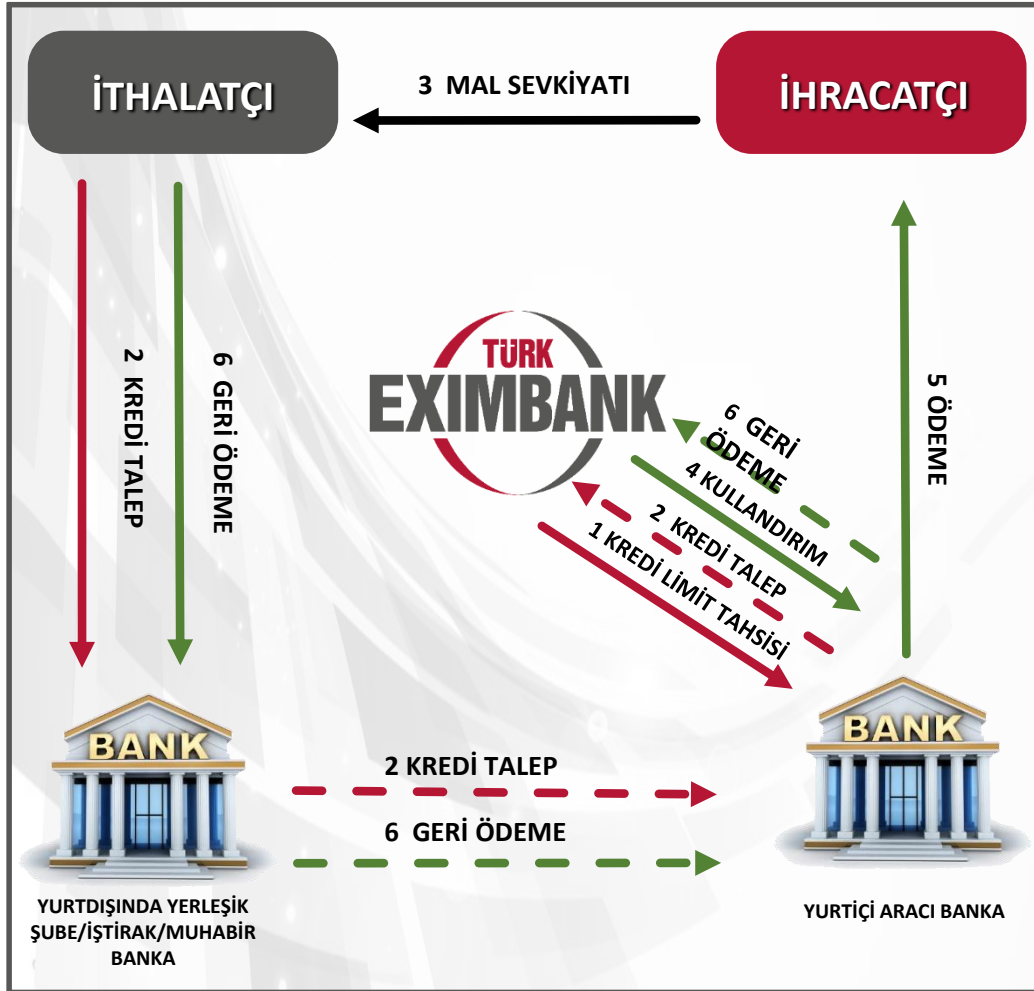 İTHALATÇI
3 MAL SEVKİYATI
İHRACATÇI
2 KREDİ TALEP
6 GERİ ÖDEME
TÜRK
EXIMBANK
6 GERİ
ÖDEME
4 KULLANDIRIM
2 KREDİ TALEP
1 KREDİ LİMİT TAHSİSİ
5 ÖDEME
BANK
2 KREDİ TALEP
6 GERİ ÖDEME
BANK
YURTDIŞINDA YERLEŞİK
ŞUBE/İŞTİRAK/MUHABİR
BANKA
YURTİÇİ ARACI BANKA